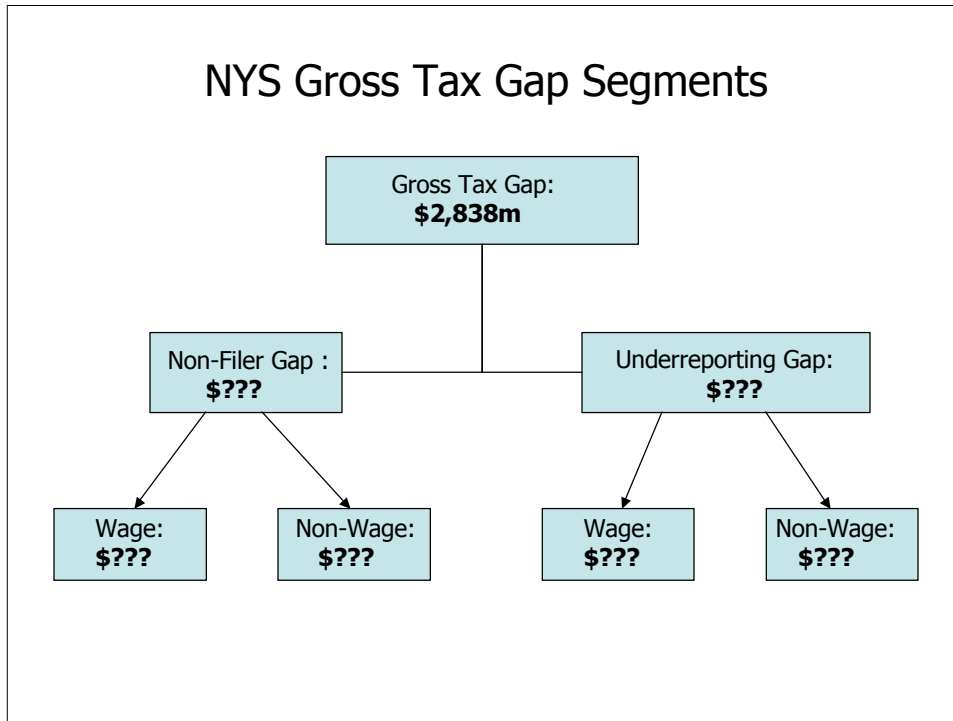 NYS Gross Tax Gap Segments
Gross Tax Gap:
$2,838m
Non-Filer Gap :
$???
Underreporting Gap:
$???
Wage:
$???
Non-Wage:
$???
Wage:
$???
Non-Wage:
$???